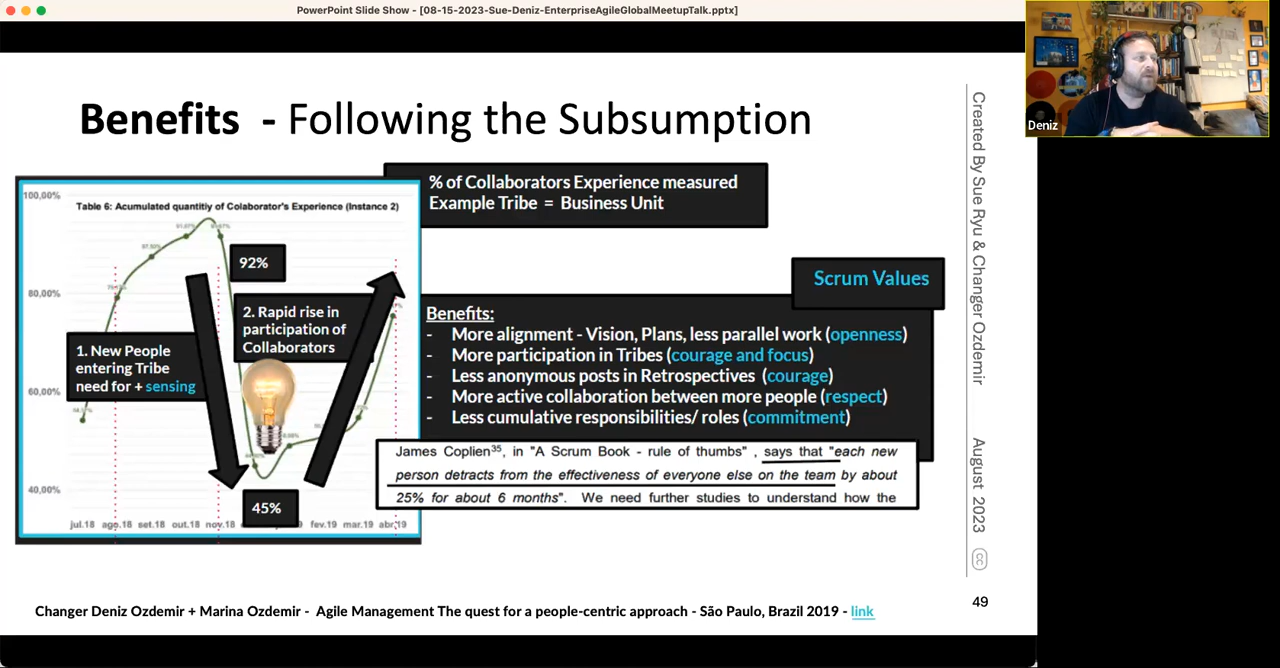 PowerPoint Slide Show - [08-15-2023-Sue-Deniz-EnterpriseAgileGlobalMeetupTalk.pptx]
Deniz
Benefits - Following the Subsumption
% of Collaborators Experience measured
Example Tribe = Business Unit
100,00%
Table 6: Acumulated quantitiy of Colaborator's Experience (Instance 2)
80,00%
60,00%
40,00%
92%
2. Rapid rise in
participation of
Collaborators
1. New People
entering Tribe
need for + sensing
45%
jul.18 ago.18 set.18 out.18 nov.18 fev.19 mar.19 abr.19
Scrum Values
Benefits:
- More alignment - Vision, Plans, less parallel work (openness)
- More participation in Tribes (courage and focus)
- Less anonymous posts in Retrospectives (courage)
- More active collaboration between more people (respect)
- Less cumulative responsibilities/ roles (commitment)
James Coplien35, in "A Scrum Book - rule of thumbs" , says that "each new
person detracts from the effectiveness of everyone else on the team by about
25% for about 6 months". We need further studies to understand how the
Created By Sue Ryu & Changer Ozdemir August 2023
cc
49
Changer Deniz Ozdemir + Marina Ozdemir - Agile Management The quest for a people-centric approach - São Paulo, Brazil 2019 - link